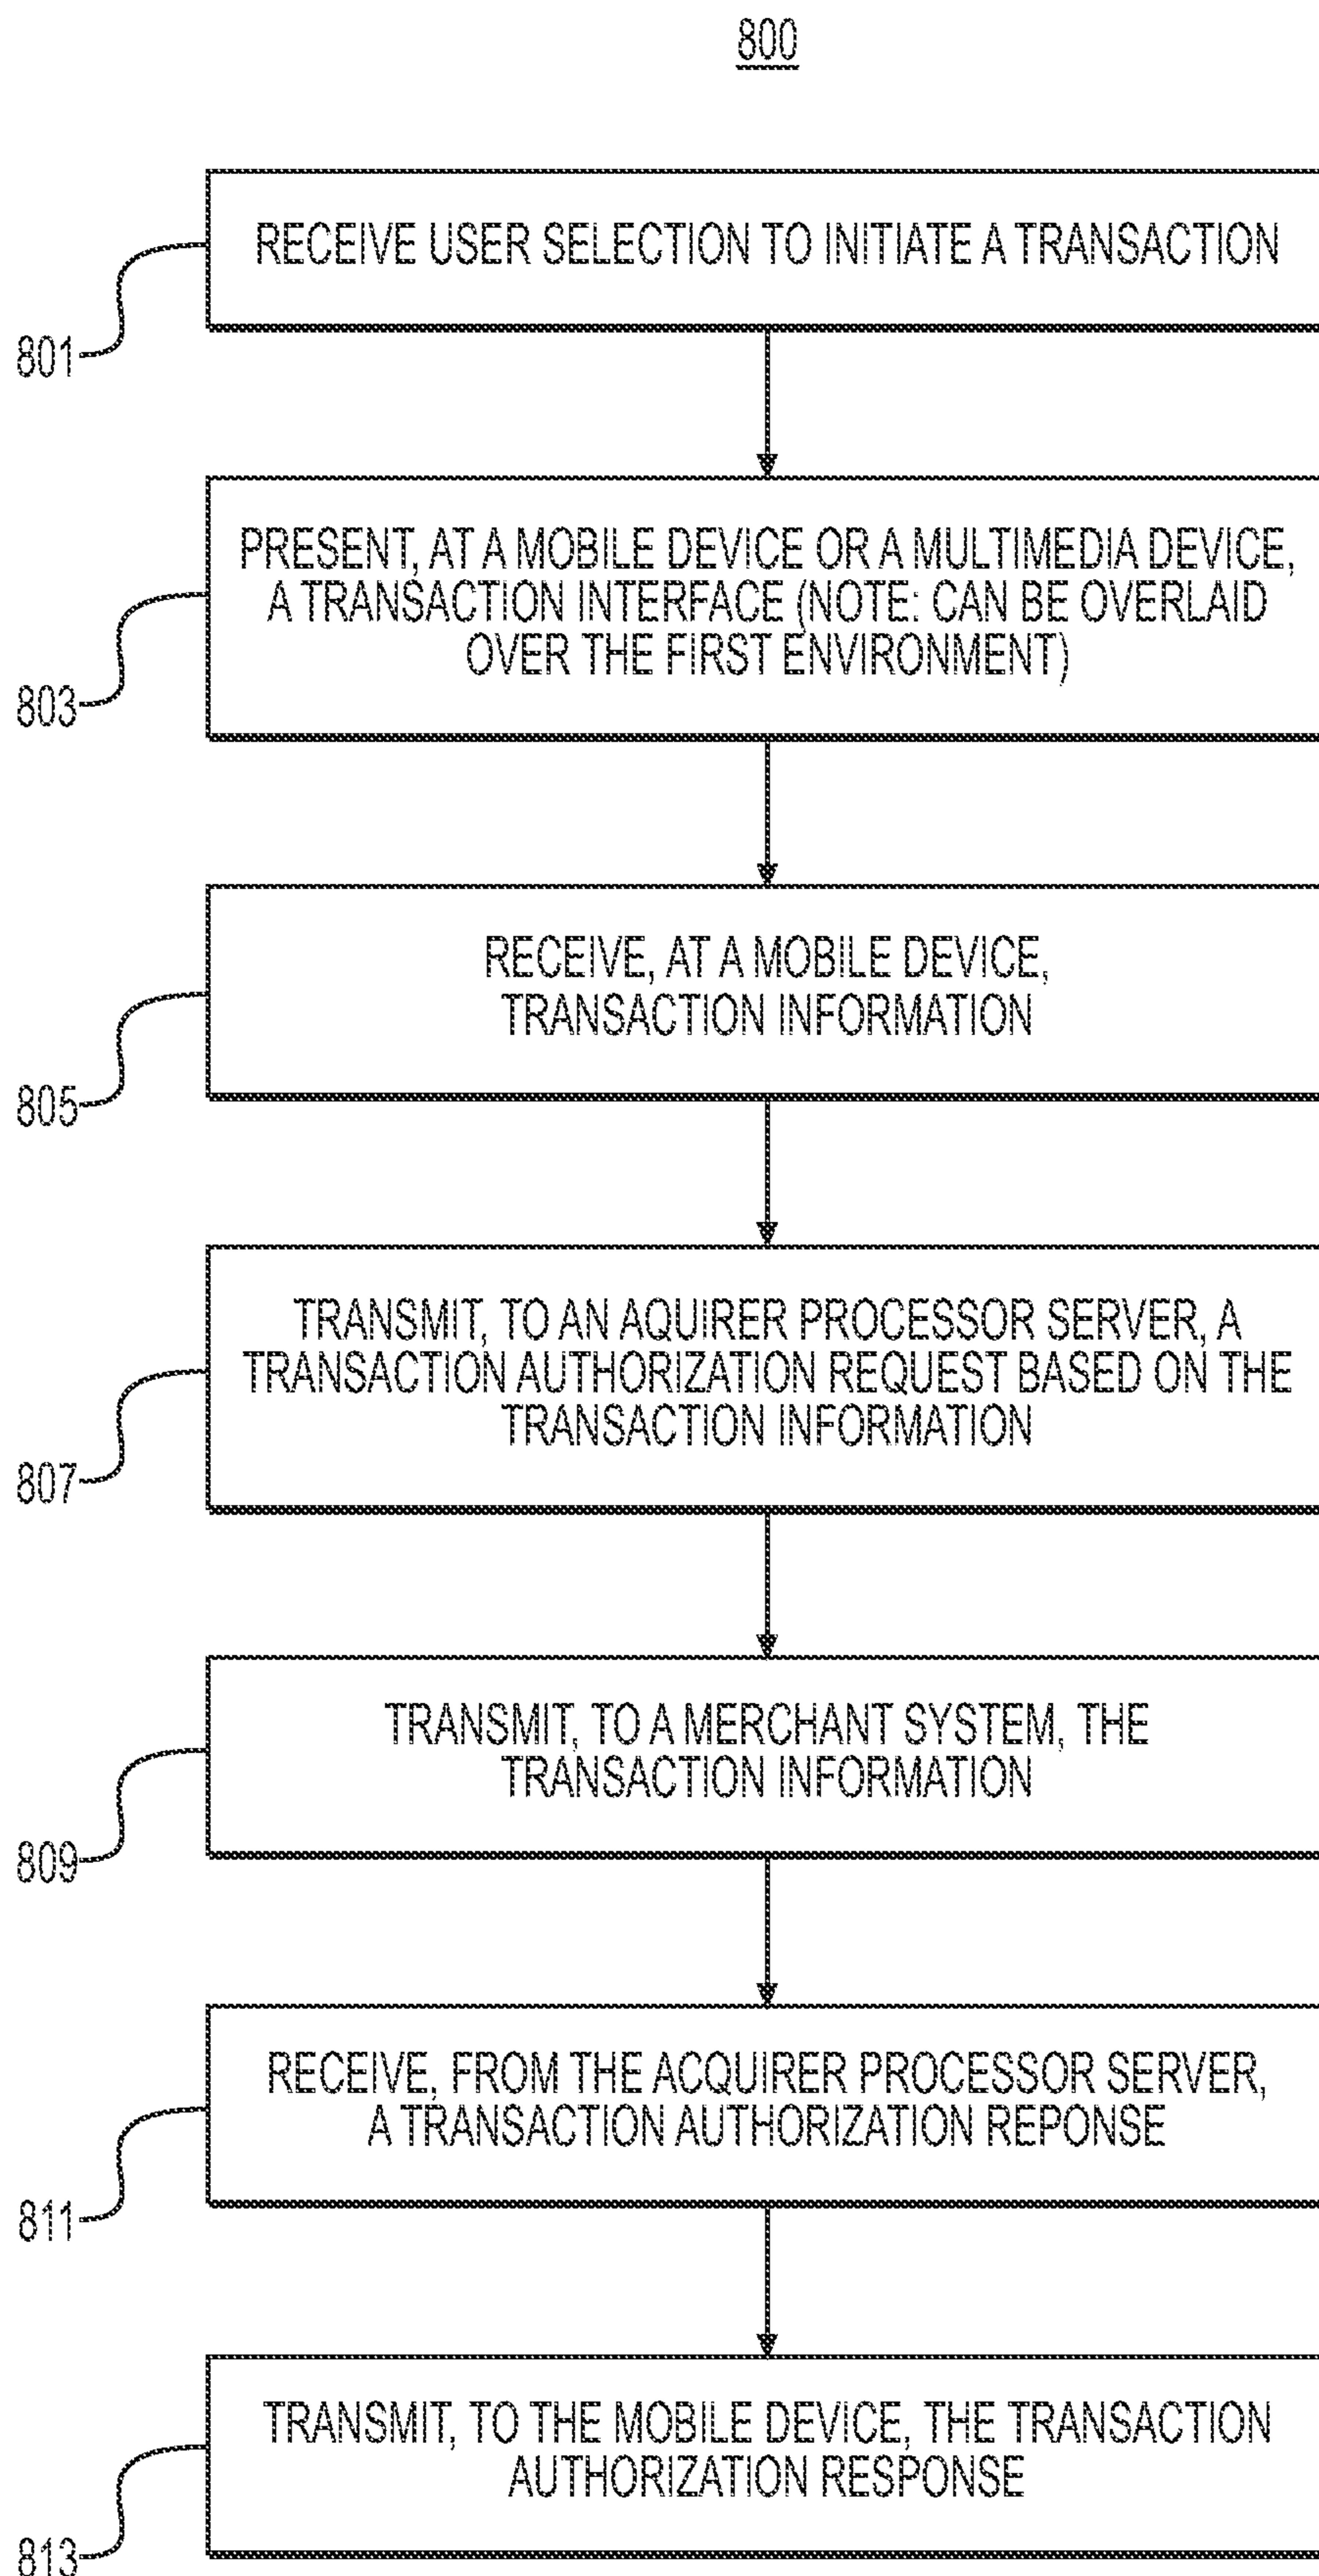 800
RECEIVE USER SELECTION TO INITIATE A TRANSACTION
801
PRESENT, AT A MOBILE DEVICE OR A MULTIMEDIA DEVICE,
A TRANSACTION INTERFACE (NOTE: CAN BE OVERLAID
OVER THE FIRST ENVIRONMENT)
803
RECEIVE, AT A MOBILE DEVICE,
TRANSACTION INFORMATION
805
TRANSMIT, TO AN AQUIRER PROCESSOR SERVER, A
TRANSACTION AUTHORIZATION REQUEST BASED ON THE
TRANSACTION INFORMATION
807
TRANSMIT, TO A MERCHANT SYSTEM, THE
TRANSACTION INFORMATION
809
RECEIVE, FROM THE ACQUIRER PROCESSOR SERVER,
A TRANSACTION AUTHORIZATION REPONSE
811
TRANSMIT, TO THE MOBILE DEVICE, THE TRANSACTION
AUTHORIZATION RESPONSE
813